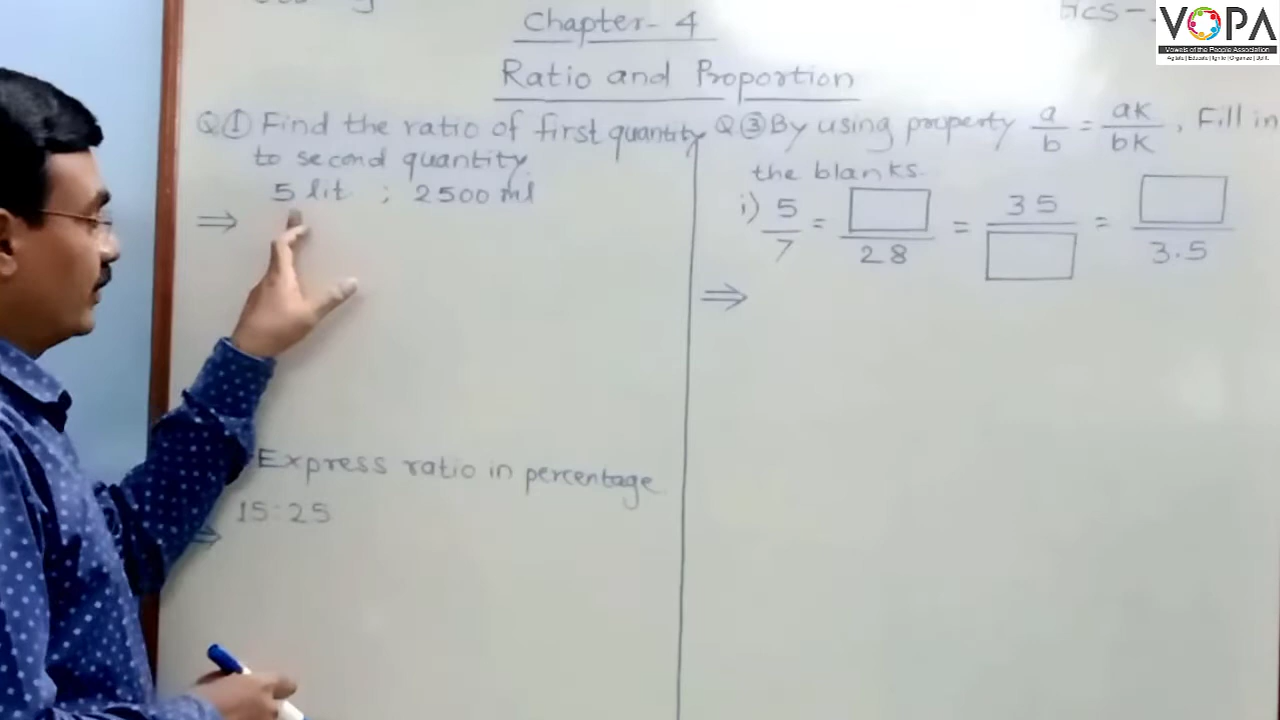 Chapter-4
Ratio and Proportion
Q① Find the ratio of first quantity
to second quantity.
5 lit ; 2500 ml
⇒
Express ratio in percentage
15:25
⇒
Q③ By using property a/b = ak/bk, Fill in
the blanks.
i) 5/7 = □/28 = 35/□ = □/3.5
⇒
VOPA
Vowels of the People Association